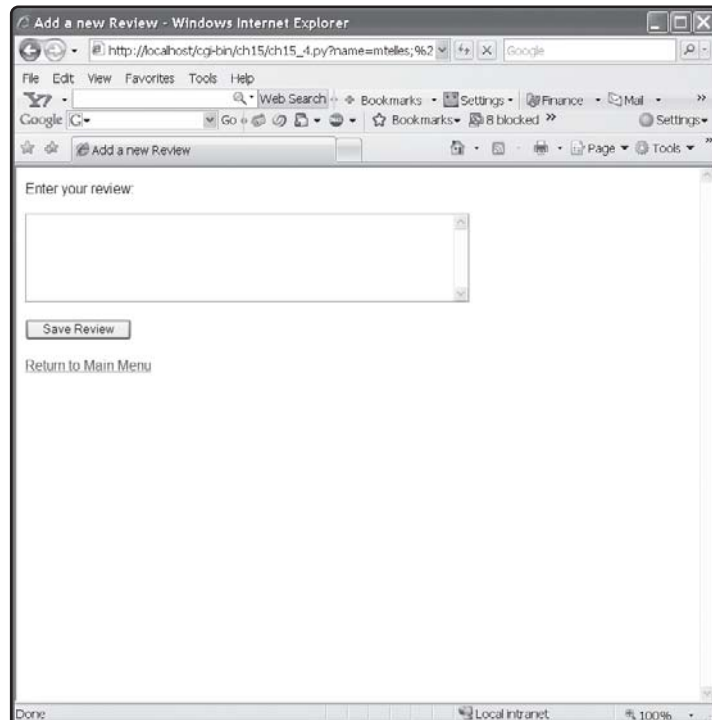 Add a new Review - Windows Internet Explorer
http://localhost/cgi-bin/ch15/ch15_4.py?name=mtelles;%2 Google
File Edit View Favorites Tools Help
Y7 Web Search Bookmarks Settings Finance Mail »
Google G Go Bookmarks 8 blocked » Settings
Add a new Review Page Tools »
Enter your review:
Save Review
Return to Main Menu
Done Local intranet 100%